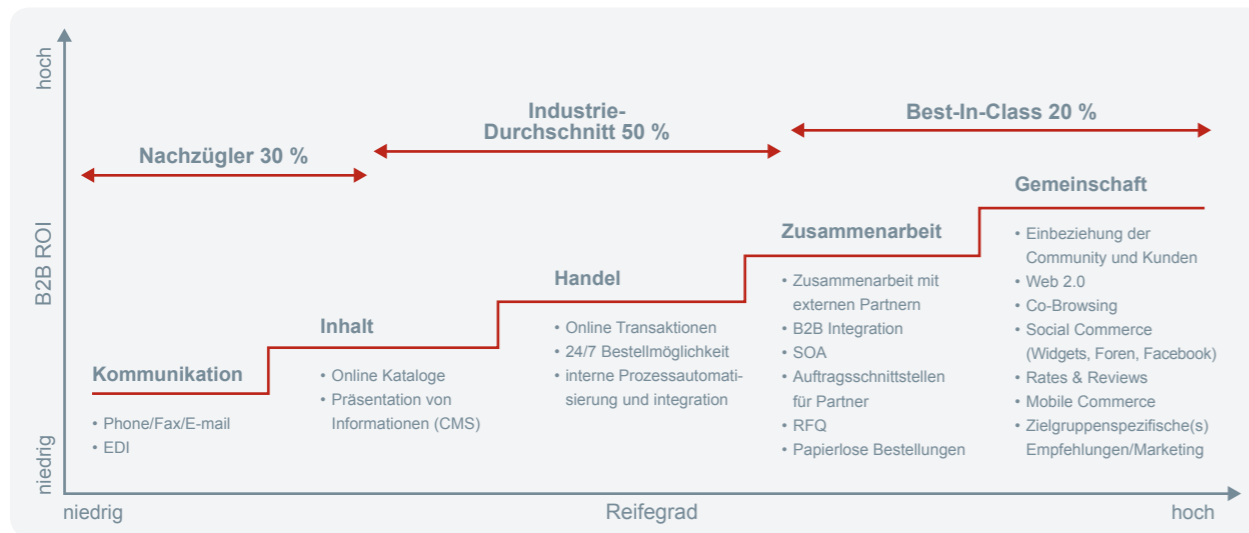 hoch
B2B ROI
niedrig
Nachzügler 30 %
Industrie-
Durchschnitt 50 %
Best-In-Class 20 %
Kommunikation
• Phone/Fax/E-mail
• EDI
Inhalt
• Online Kataloge
• Präsentation von
Informationen (CMS)
Handel
• Online Transaktionen
• 24/7 Bestellmöglichkeit
• interne Prozessautomati-
sierung und integration
Zusammenarbeit
• Zusammenarbeit mit
externen Partnern
• B2B Integration
• SOA
• Auftragsschnittstellen
für Partner
• RFQ
• Papierlose Bestellungen
Gemeinschaft
• Einbeziehung der
Community und Kunden
• Web 2.0
• Co-Browsing
• Social Commerce
(Widgets, Foren, Facebook)
• Rates & Reviews
• Mobile Commerce
• Zielgruppenspezifische(s)
Empfehlungen/Marketing
niedrig
Reifegrad
hoch